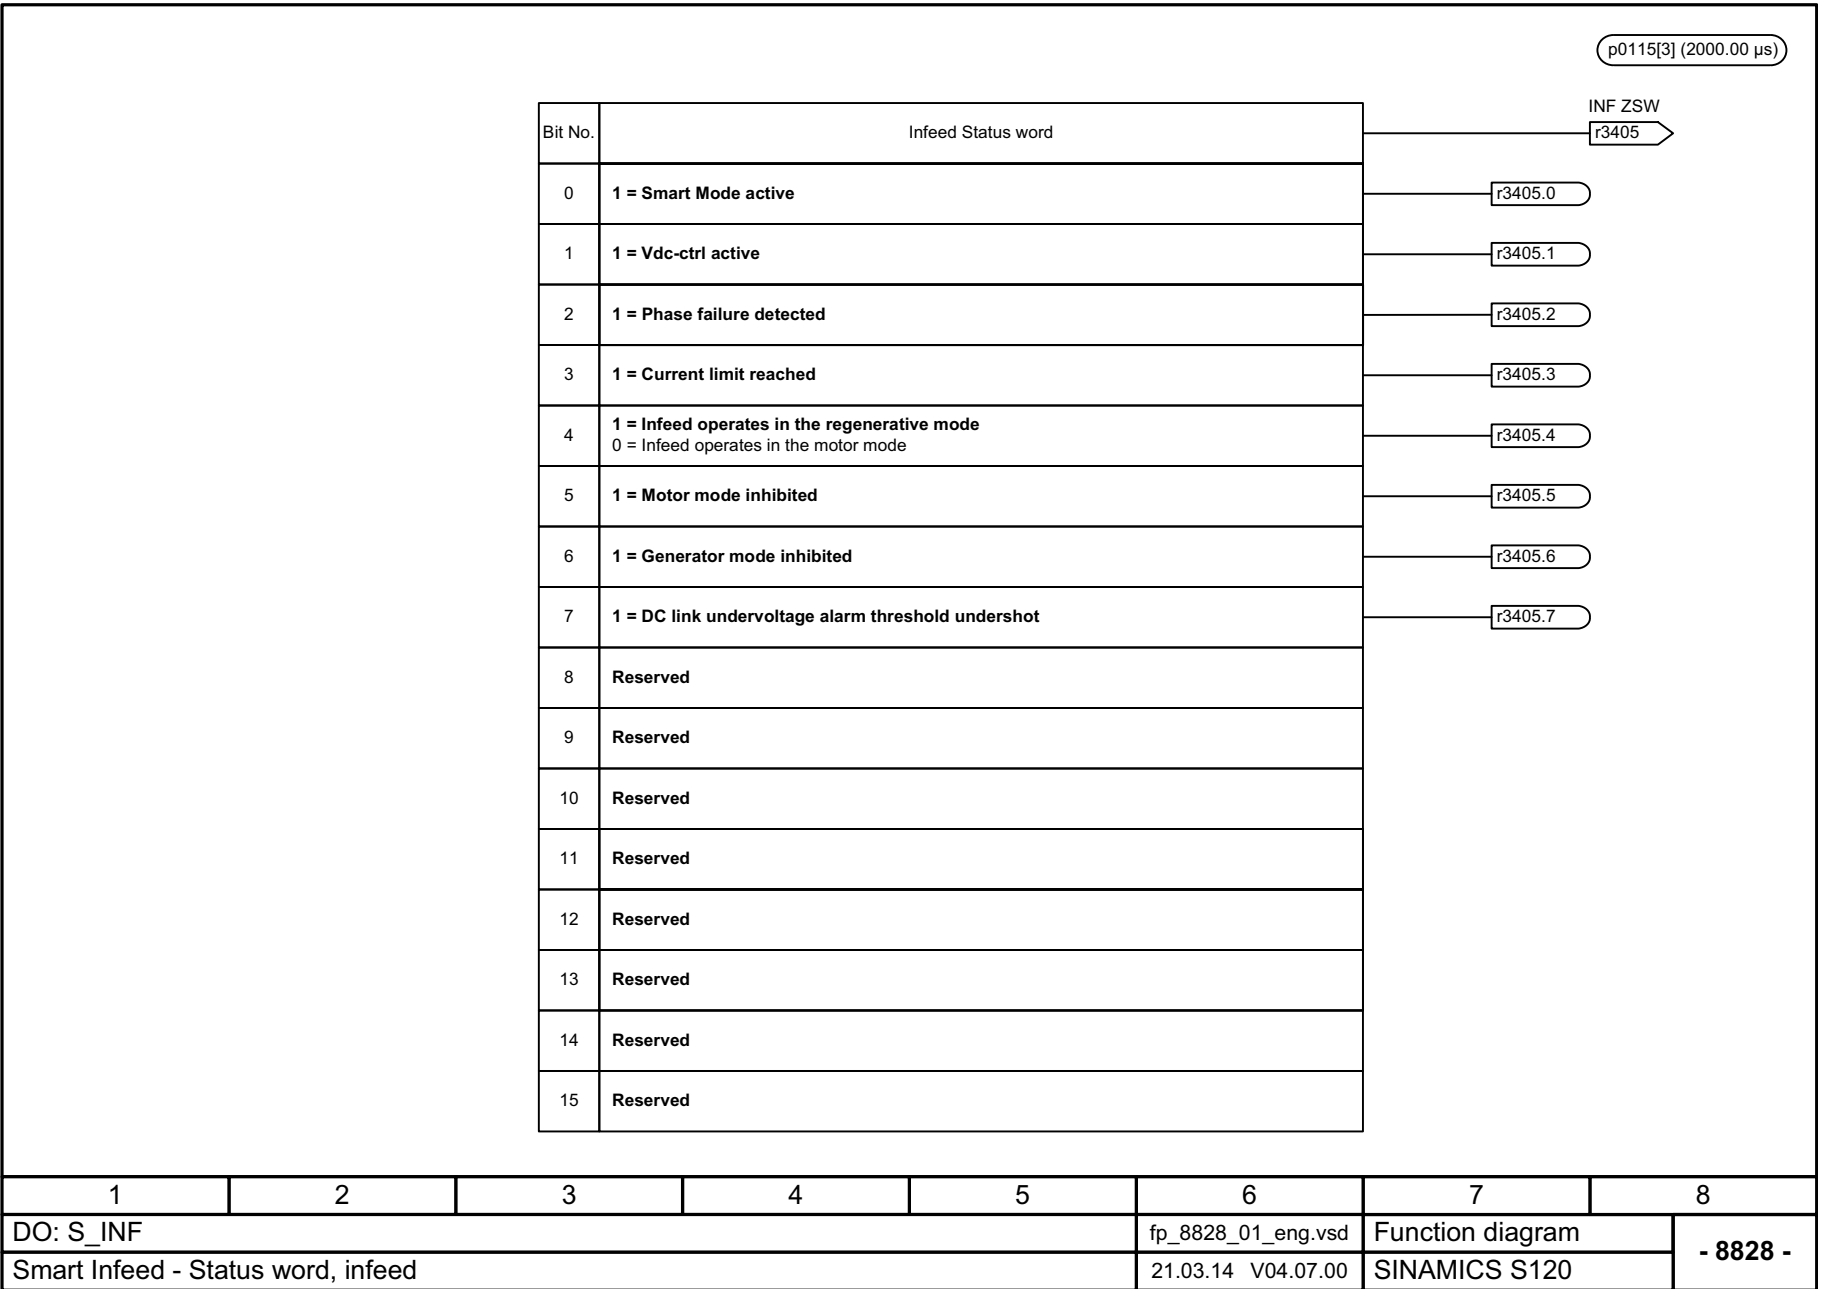 p0115[3] (2000.00 µs)
INF ZSW
Bit No. Infeed Status word r3405
0 1 = Smart Mode active r3405.0
1 1 = Vdc-ctrl active r3405.1
2 1 = Phase failure detected r3405.2
3 1 = Current limit reached r3405.3
4 1 = Infeed operates in the regenerative mode
0 = Infeed operates in the motor mode r3405.4
5 1 = Motor mode inhibited r3405.5
6 1 = Generator mode inhibited r3405.6
7 1 = DC link undervoltage alarm threshold undershot r3405.7
8 Reserved
9 Reserved
10 Reserved
11 Reserved
12 Reserved
13 Reserved
14 Reserved
15 Reserved
1 2 3 4 5 6 7 8
DO: S_INF fp_8828_01_eng.vsd Function diagram
- 8828 -
Smart Infeed - Status word, infeed 21.03.14 V04.07.00 SINAMICS S120